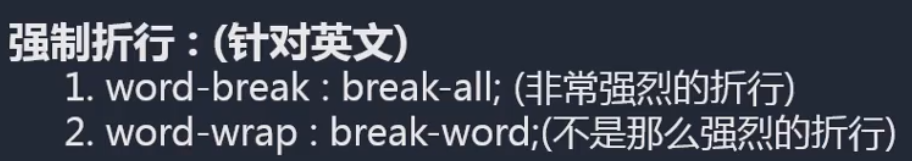 强制折行 : (针对英文)
1. word-break : break-all; (非常强烈的折行)
2. word-wrap : break-word;(不是那么强烈的折行)